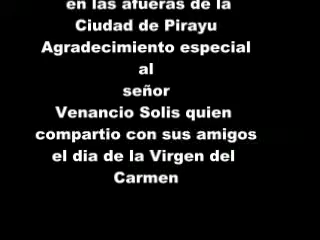 en las afueras de la
Ciudad de Pirayu
Agradecimiento especial
al
señor
Venancio Solis quien
compartio con sus amigos
el dia de la Virgen del
Carmen